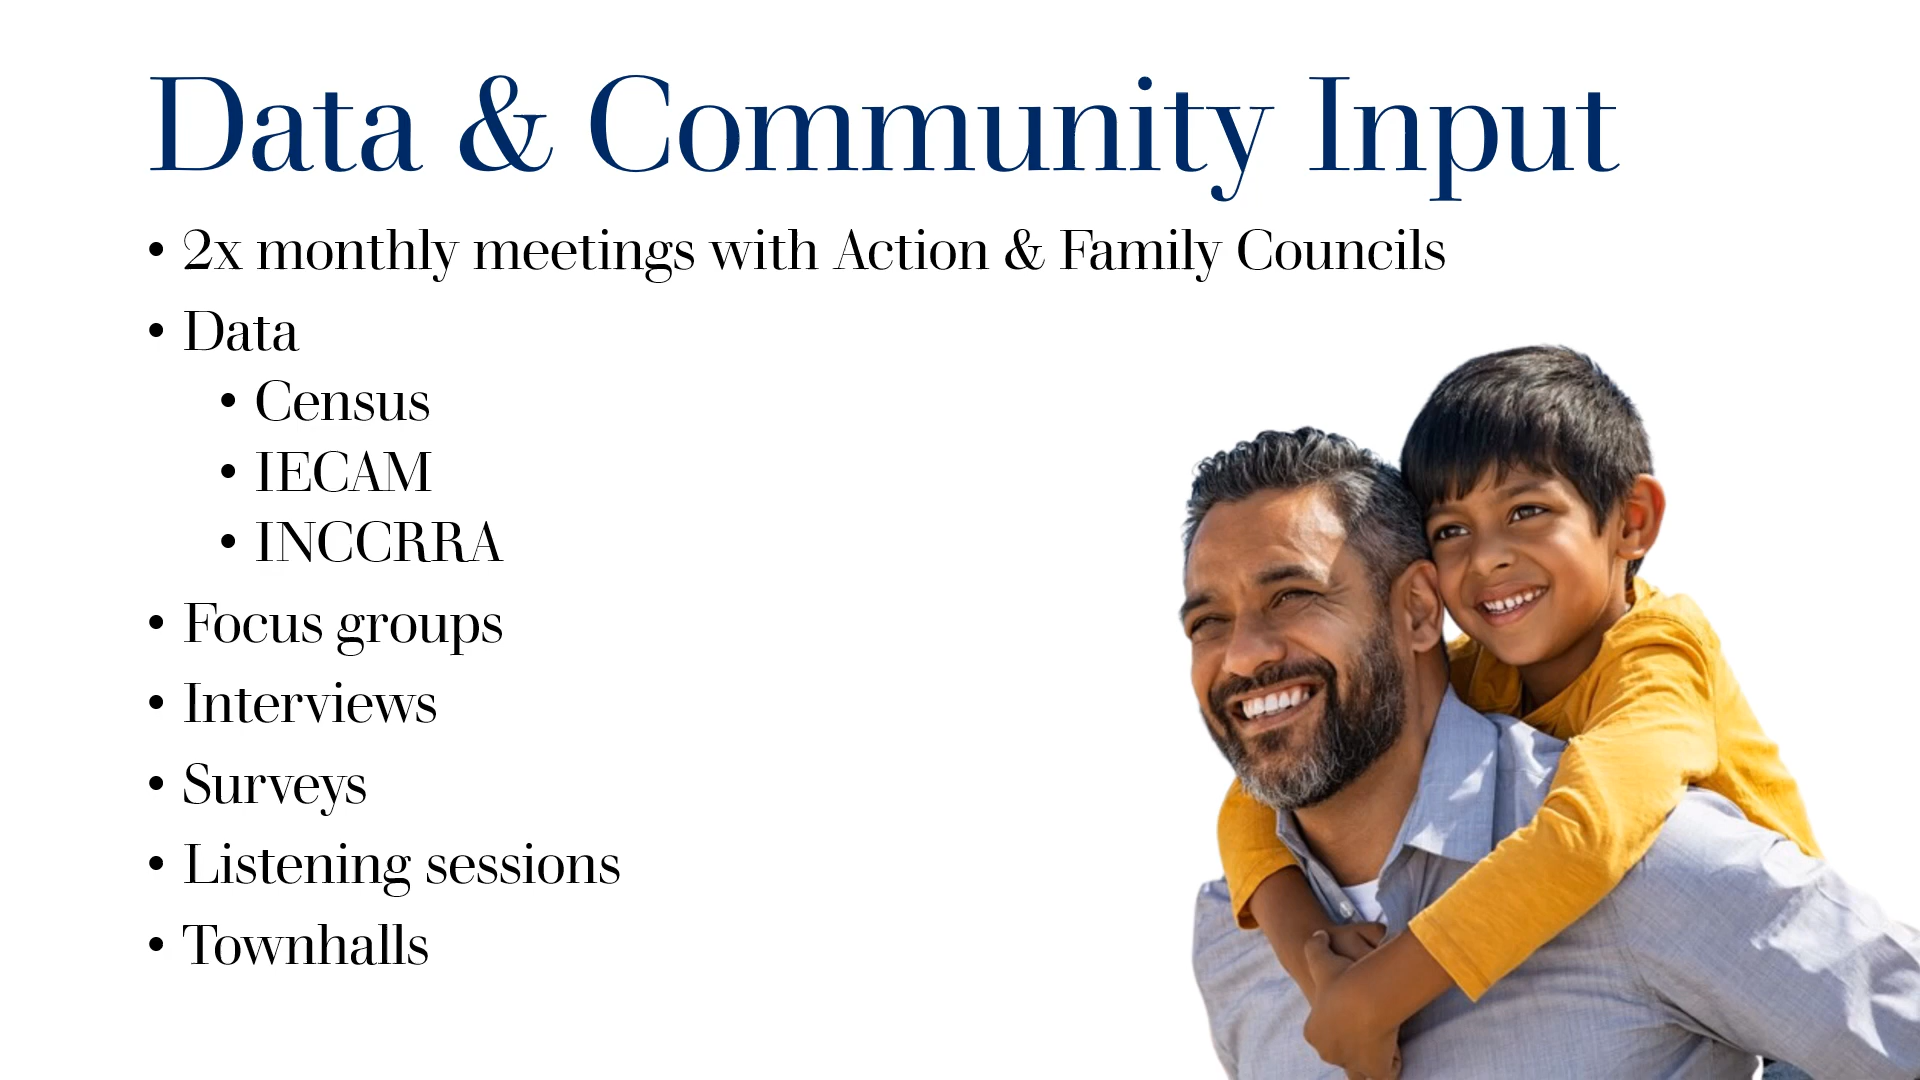 Data & Community Input
• 2x monthly meetings with Action & Family Councils
• Data
• Census
• IECAM
• INCCRRA
• Focus groups
• Interviews
• Surveys
• Listening sessions
• Townhalls